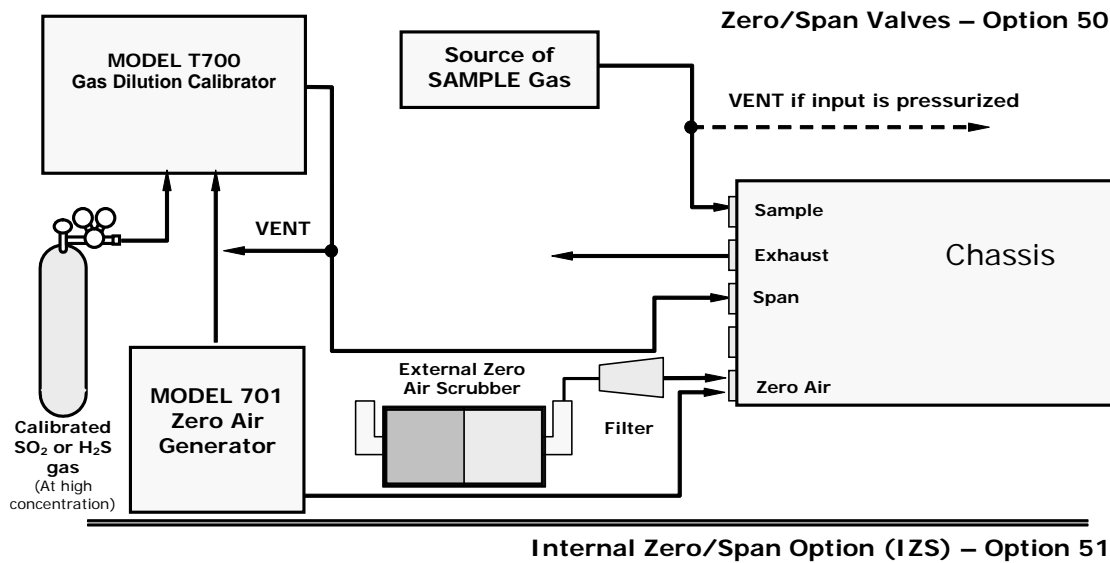 Zero/Span Valves – Option 50
MODEL T700
Gas Dilution Calibrator
Source of
SAMPLE Gas
VENT if input is pressurized
Sample
VENT
Exhaust
Chassis
Span
External Zero
Air Scrubber
Zero Air
MODEL 701
Zero Air
Generator
Filter
Calibrated
SO₂ or H₂S
gas
(At high
concentration)
Internal Zero/Span Option (IZS) – Option 51